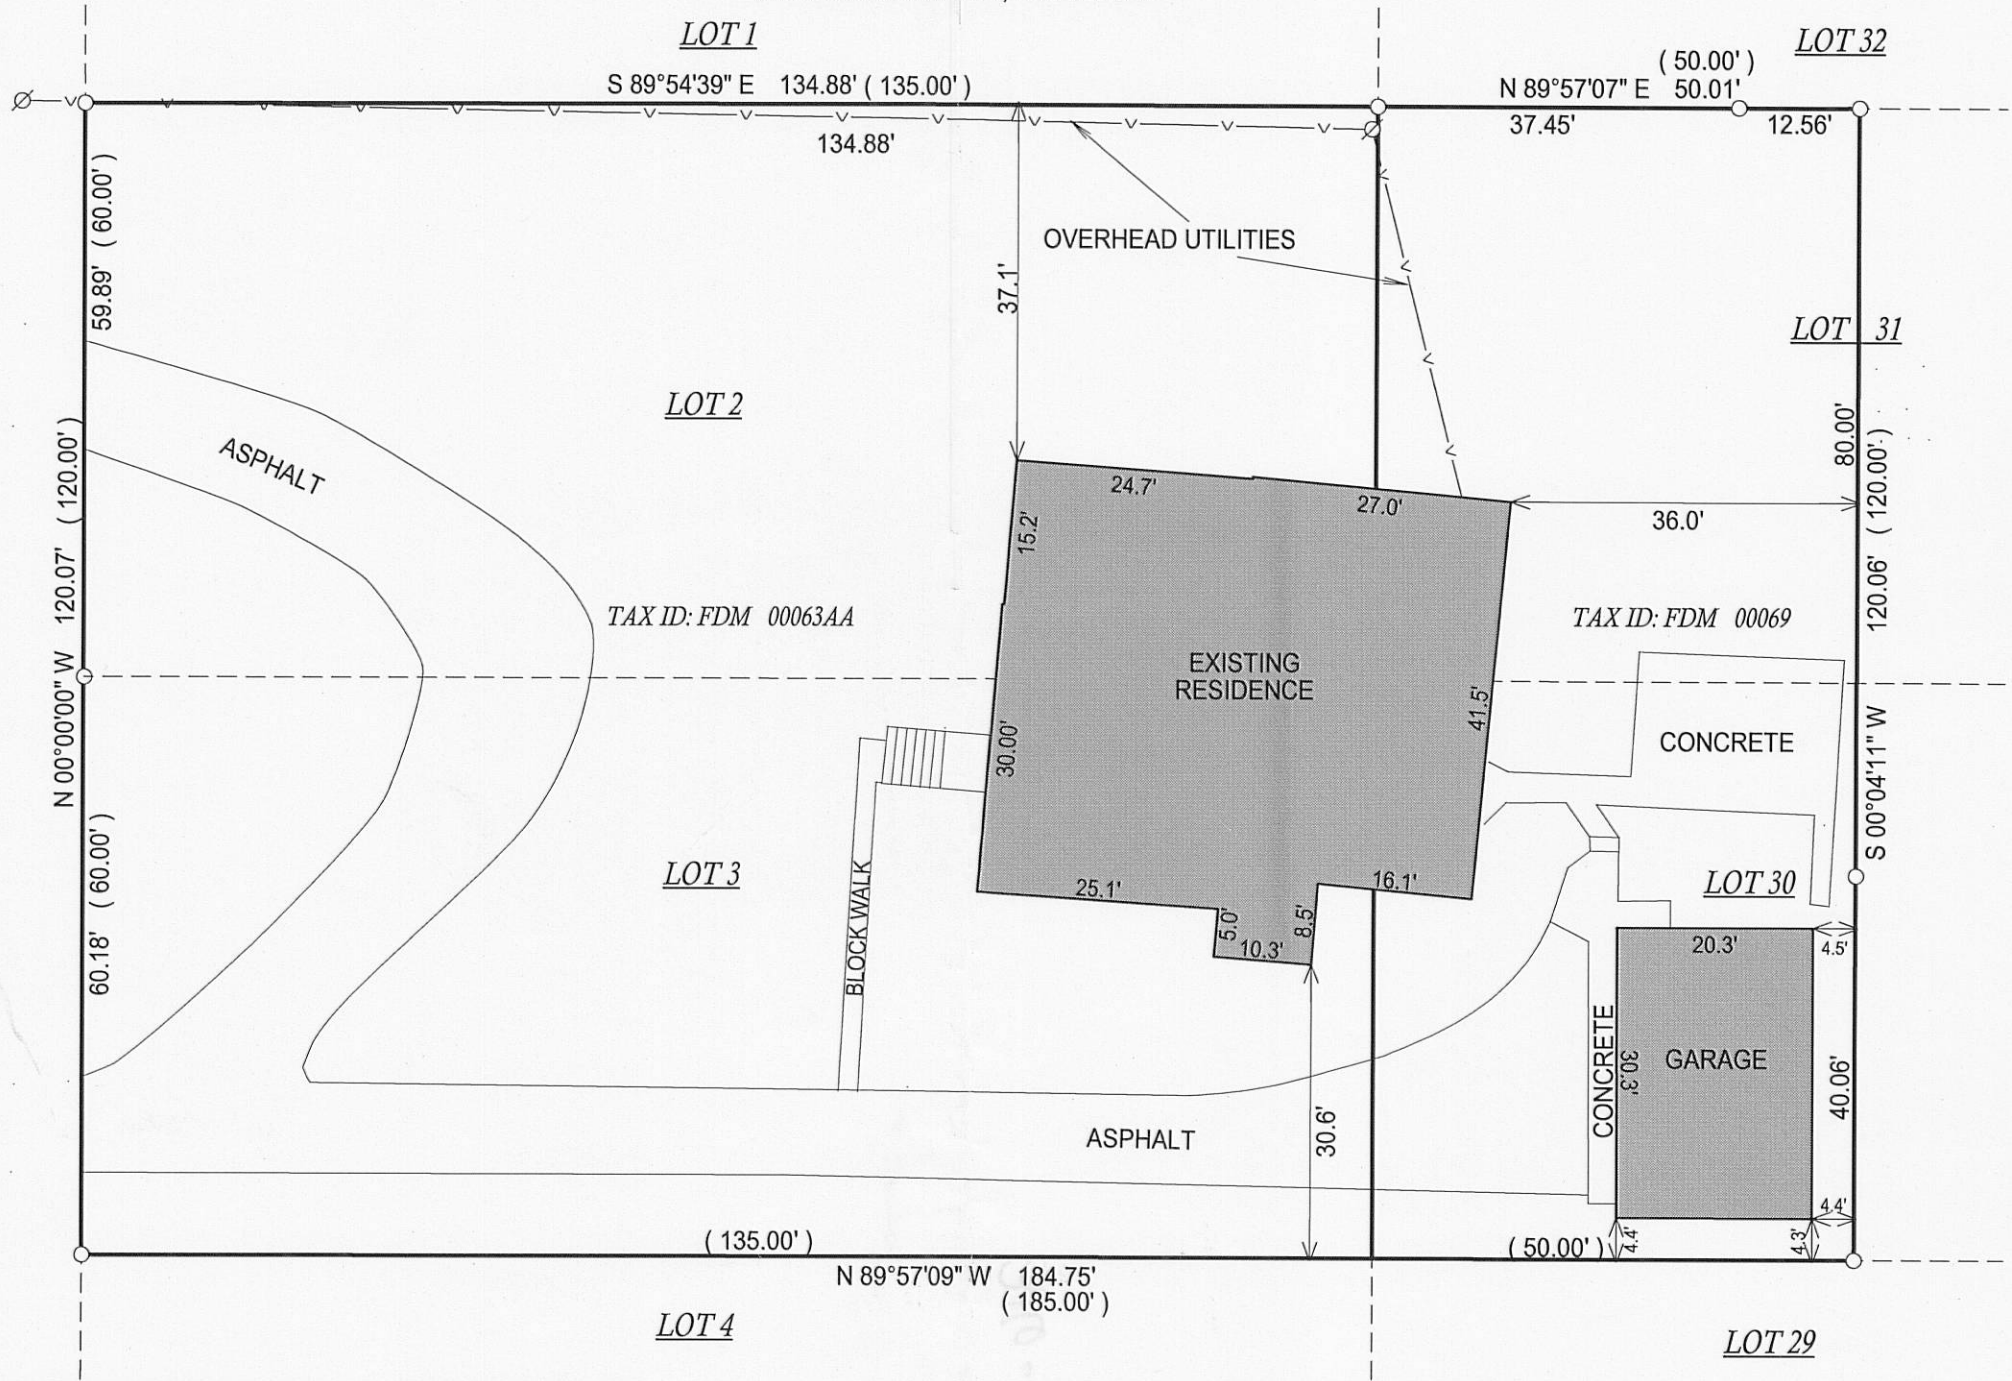 LOT 1
LOT 32
S 89°54'39" E 134.88' ( 135.00' )
( 50.00' )
N 89°57'07" E 50.01'
134.88'
37.45'
12.56'
59.89' ( 60.00' )
OVERHEAD UTILITIES
37.1'
LOT 31
LOT 2
80.00'
ASPHALT
24.7'
27.0'
36.0'
15.2'
N 00°00'00" W 120.07' ( 120.00' )
120.06' ( 120.00' )
S 00°04'11" W
TAX ID: FDM 00063AA
TAX ID: FDM 00069
EXISTING
RESIDENCE
41.5'
30.00'
CONCRETE
LOT 3
BLOCK WALK
25.1'
16.1'
LOT 30
5.0'
8.5'
10.3'
20.3'
4.5'
60.18' ( 60.00' )
CONCRETE
30.3'
GARAGE
40.06'
ASPHALT
30.6'
4.4'
4.4'
4.3'
( 135.00' )
( 50.00' )
N 89°57'09" W 184.75'
( 185.00' )
LOT 4
LOT 29